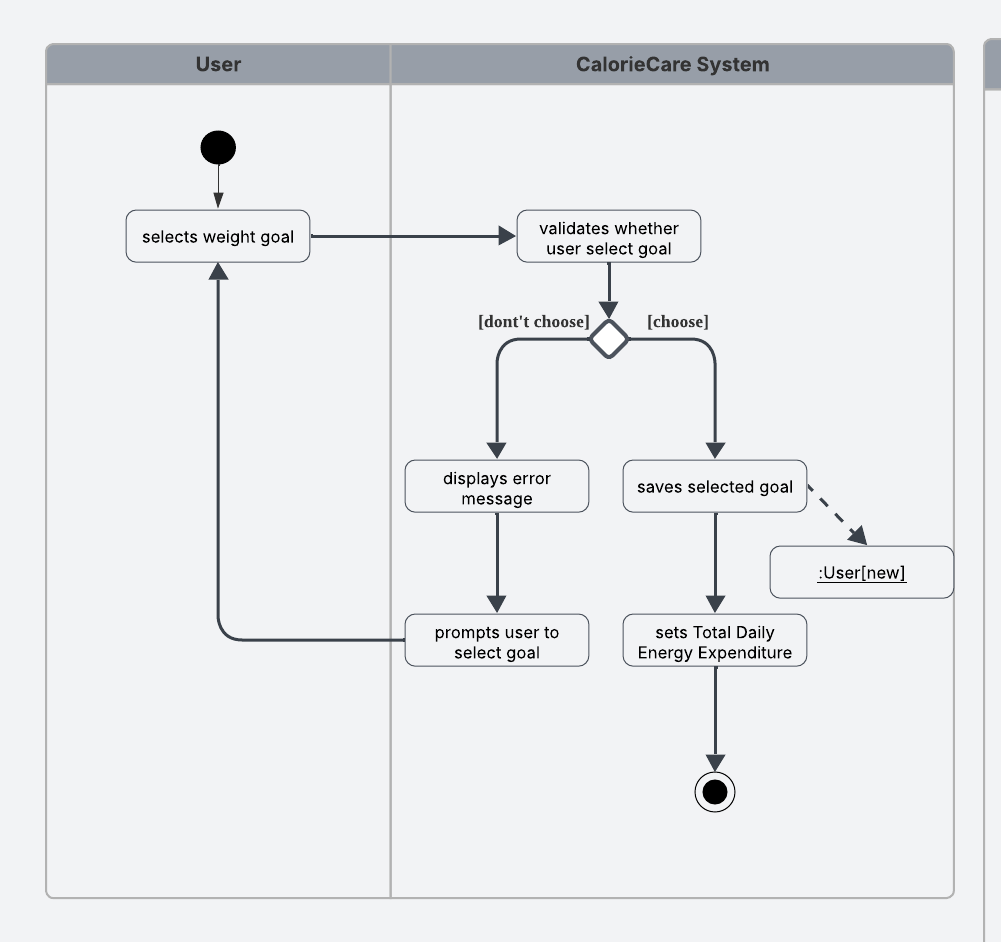 User
CalorieCare System
selects weight goal
validates whether
user select goal
[dont't choose]
[choose]
displays error
message
saves selected goal
:User[new]
prompts user to
select goal
sets Total Daily
Energy Expenditure